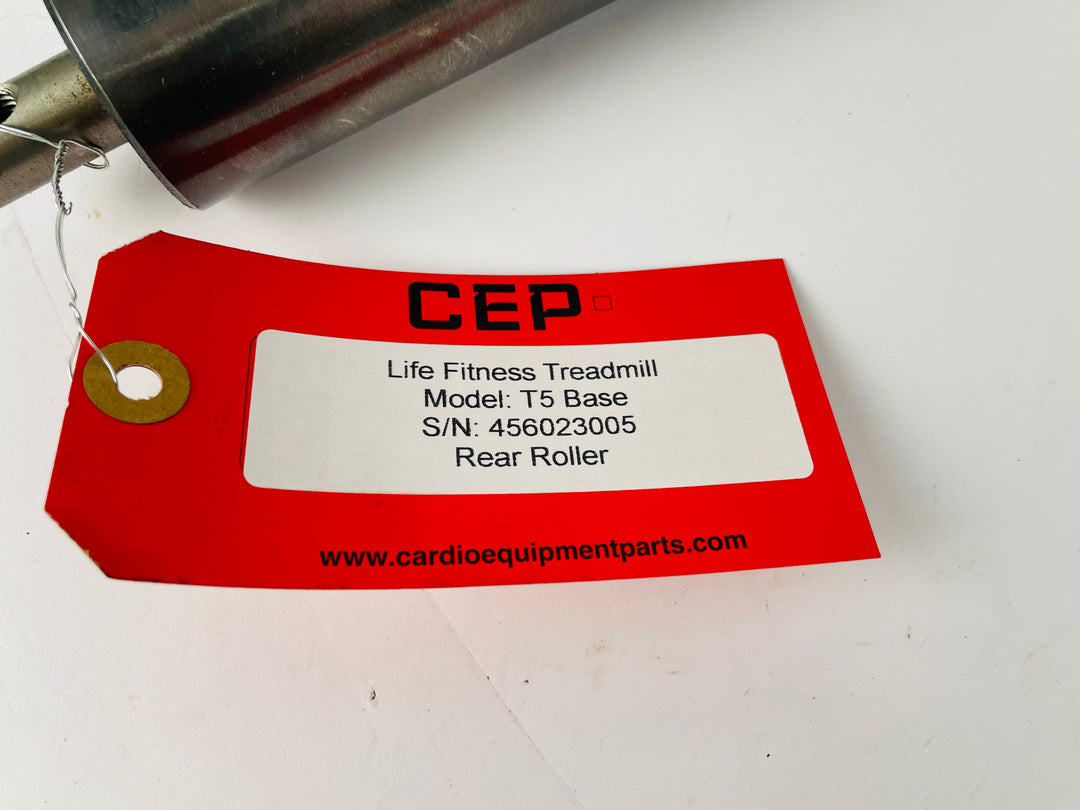 CEP
Life Fitness Treadmill
Model: T5 Base
S/N: 456023005
Rear Roller
www.cardioequipmentparts.com